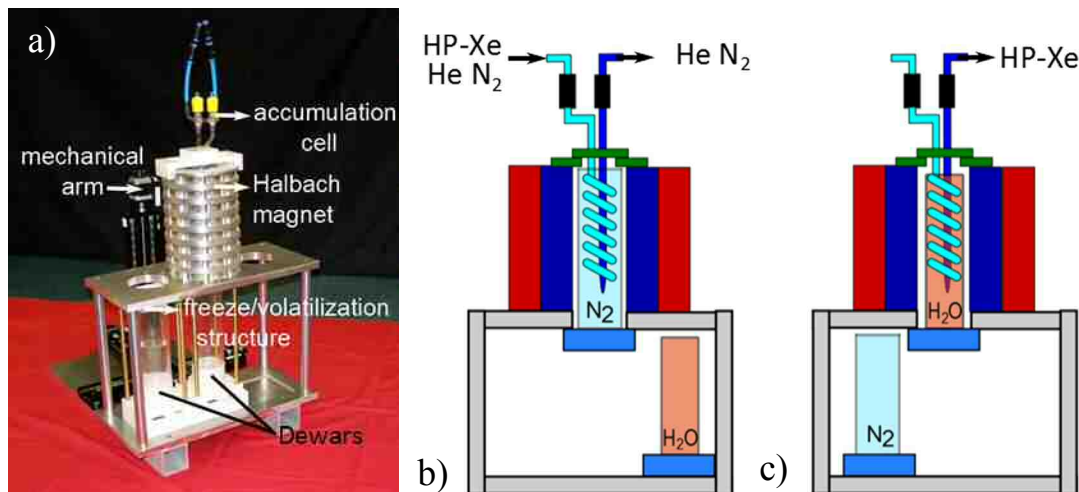 a)
accumulation
cell
mechanical
arm
Halbach
magnet
freeze/volatilization
structure
Dewars
b)
HP-Xe
He N₂
He N₂
N₂
H₂O
c)
HP-Xe
H₂O
N₂